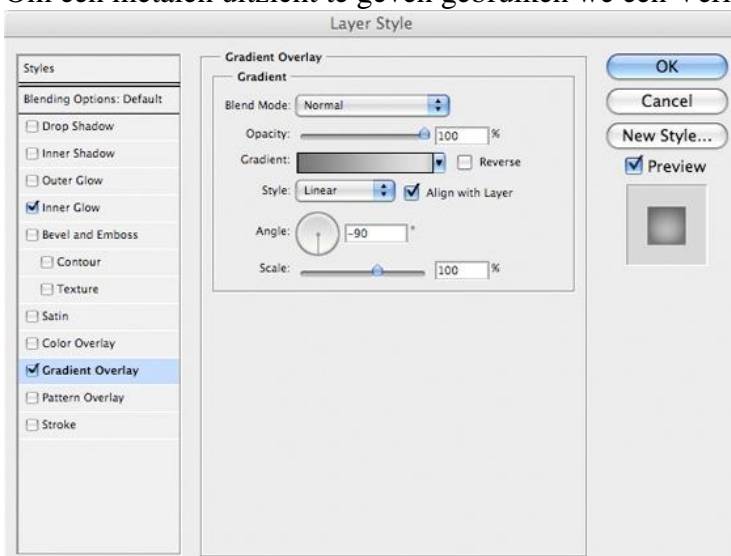 Om een metalen uitzicht te geven gebruiken we een
Layer Style
Styles
Blending Options: Default
Drop Shadow
Inner Shadow
Outer Glow
Inner Glow
Bevel and Emboss
Contour
Texture
Satin
Color Overlay
Gradient Overlay
Pattern Overlay
Stroke
Gradient Overlay
Gradient
Blend Mode: Normal
Opacity: 100 %
Gradient: Reverse
Style: Linear Align with Layer
Angle: -90 °
Scale: 100 %
OK
Cancel
New Style...
Preview